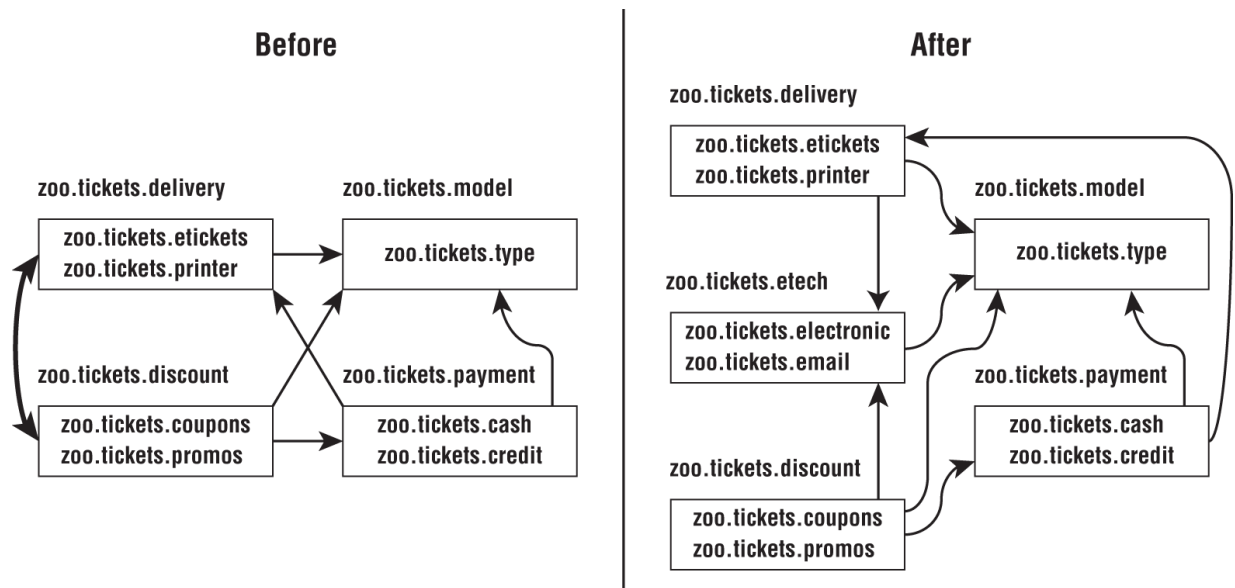 Before
zoo.tickets.delivery
zoo.tickets.etickets
zoo.tickets.printer
zoo.tickets.model
zoo.tickets.type
zoo.tickets.discount
zoo.tickets.coupons
zoo.tickets.promos
zoo.tickets.payment
zoo.tickets.cash
zoo.tickets.credit
After
zoo.tickets.delivery
zoo.tickets.etickets
zoo.tickets.printer
zoo.tickets.model
zoo.tickets.type
zoo.tickets.etech
zoo.tickets.electronic
zoo.tickets.email
zoo.tickets.payment
zoo.tickets.cash
zoo.tickets.credit
zoo.tickets.discount
zoo.tickets.coupons
zoo.tickets.promos